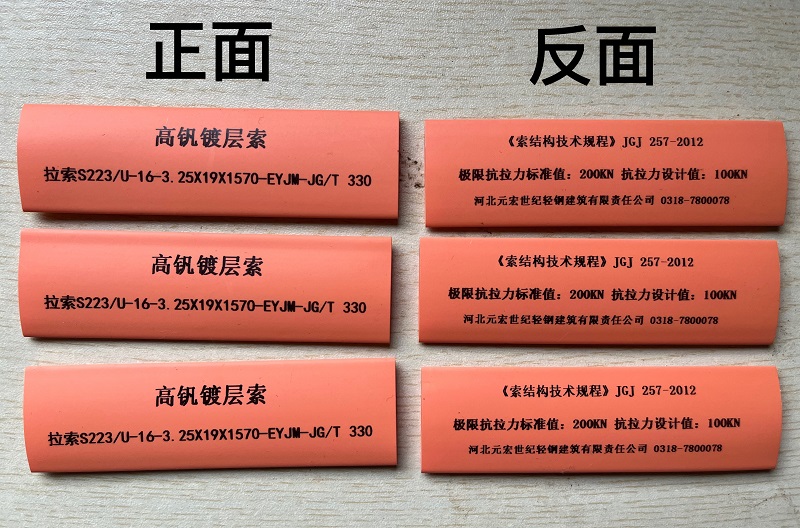 正面
反面
高钒镀层索
拉索S223/U-16-3.25X19X1570-EYJM-JG/T 330
《索结构技术规程》JGJ 257-2012
极限抗拉力标准值：200KN 抗拉力设计值：100KN
河北元宏世纪轻钢建筑有限责任公司 0318-7800078
高钒镀层索
拉索S223/U-16-3.25X19X1570-EYJM-JG/T 330
《索结构技术规程》JGJ 257-2012
极限抗拉力标准值：200KN 抗拉力设计值：100KN
河北元宏世纪轻钢建筑有限责任公司 0318-7800078
高钒镀层索
拉索S223/U-16-3.25X19X1570-EYJM-JG/T 330
《索结构技术规程》JGJ 257-2012
极限抗拉力标准值：200KN 抗拉力设计值：100KN
河北元宏世纪轻钢建筑有限责任公司 0318-7800078